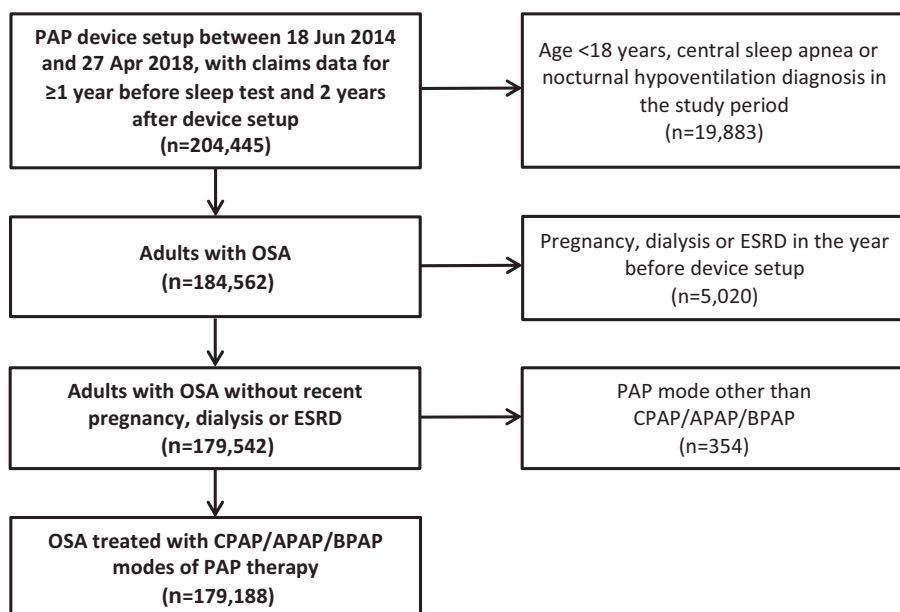 PAP device setup between 18 Jun 2014
and 27 Apr 2018, with claims data for
≥1 year before sleep test and 2 years
after device setup
(n=204,445)
Age <18 years, central sleep apnea or
nocturnal hypoventilation diagnosis in
the study period
(n=19,883)
Adults with OSA
(n=184,562)
Pregnancy, dialysis or ESRD in the year
before device setup
(n=5,020)
Adults with OSA without recent
pregnancy, dialysis or ESRD
(n=179,542)
PAP mode other than
CPAP/APAP/BPAP
(n=354)
OSA treated with CPAP/APAP/BPAP
modes of PAP therapy
(n=179,188)